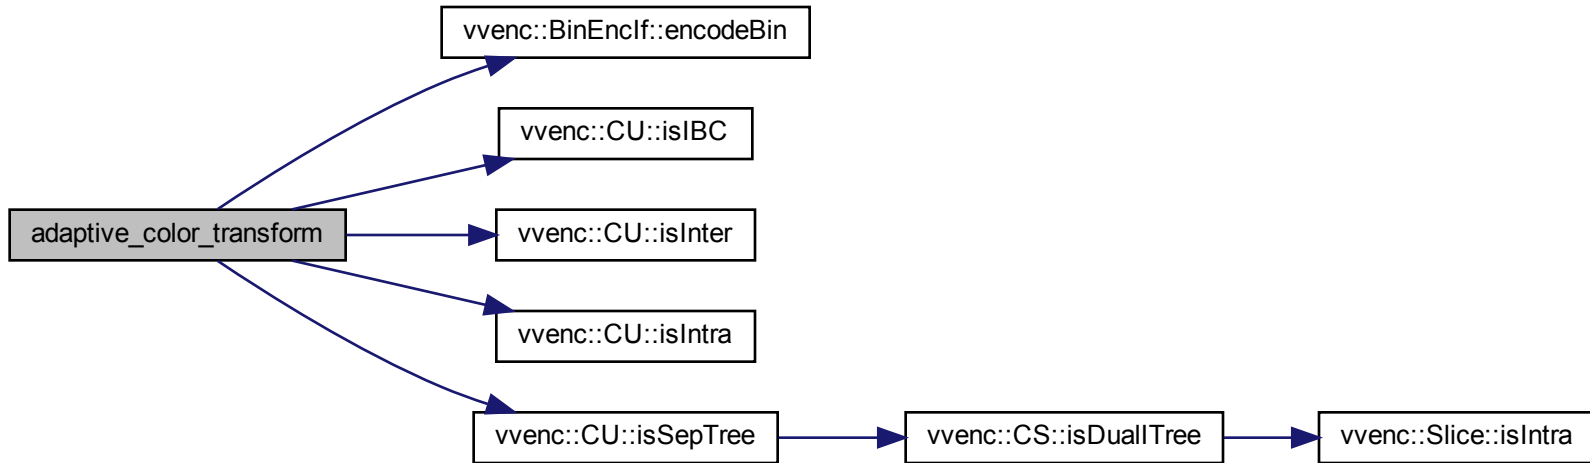 vvenc::BinEncIf::encodeBin
vvenc::CU::isIBC
adaptive_color_transform
vvenc::CU::isInter
vvenc::CU::isIntra
vvenc::CU::isSepTree
vvenc::CS::isDualITree
vvenc::Slice::isIntra